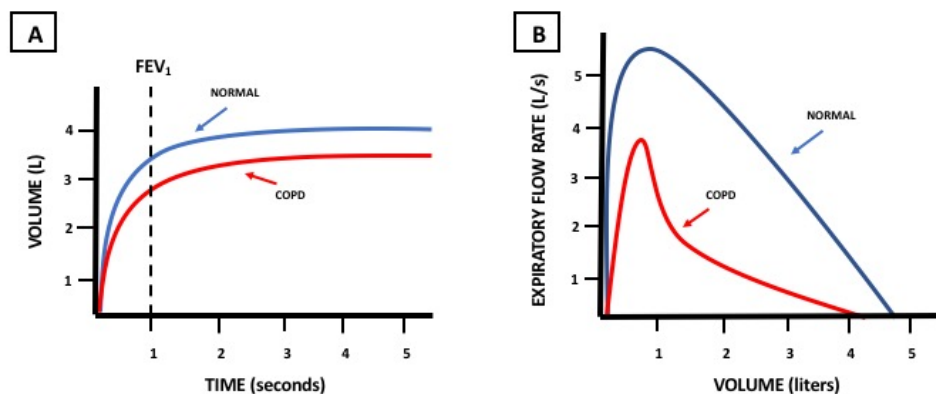 A
FEV₁
NORMAL
COPD
VOLUME (L)
4
3
2
1
1 2 3 4 5
TIME (seconds)
B
NORMAL
COPD
EXPIRATORY FLOW RATE (L/s)
5
4
3
2
1
1 2 3 4 5
VOLUME (liters)